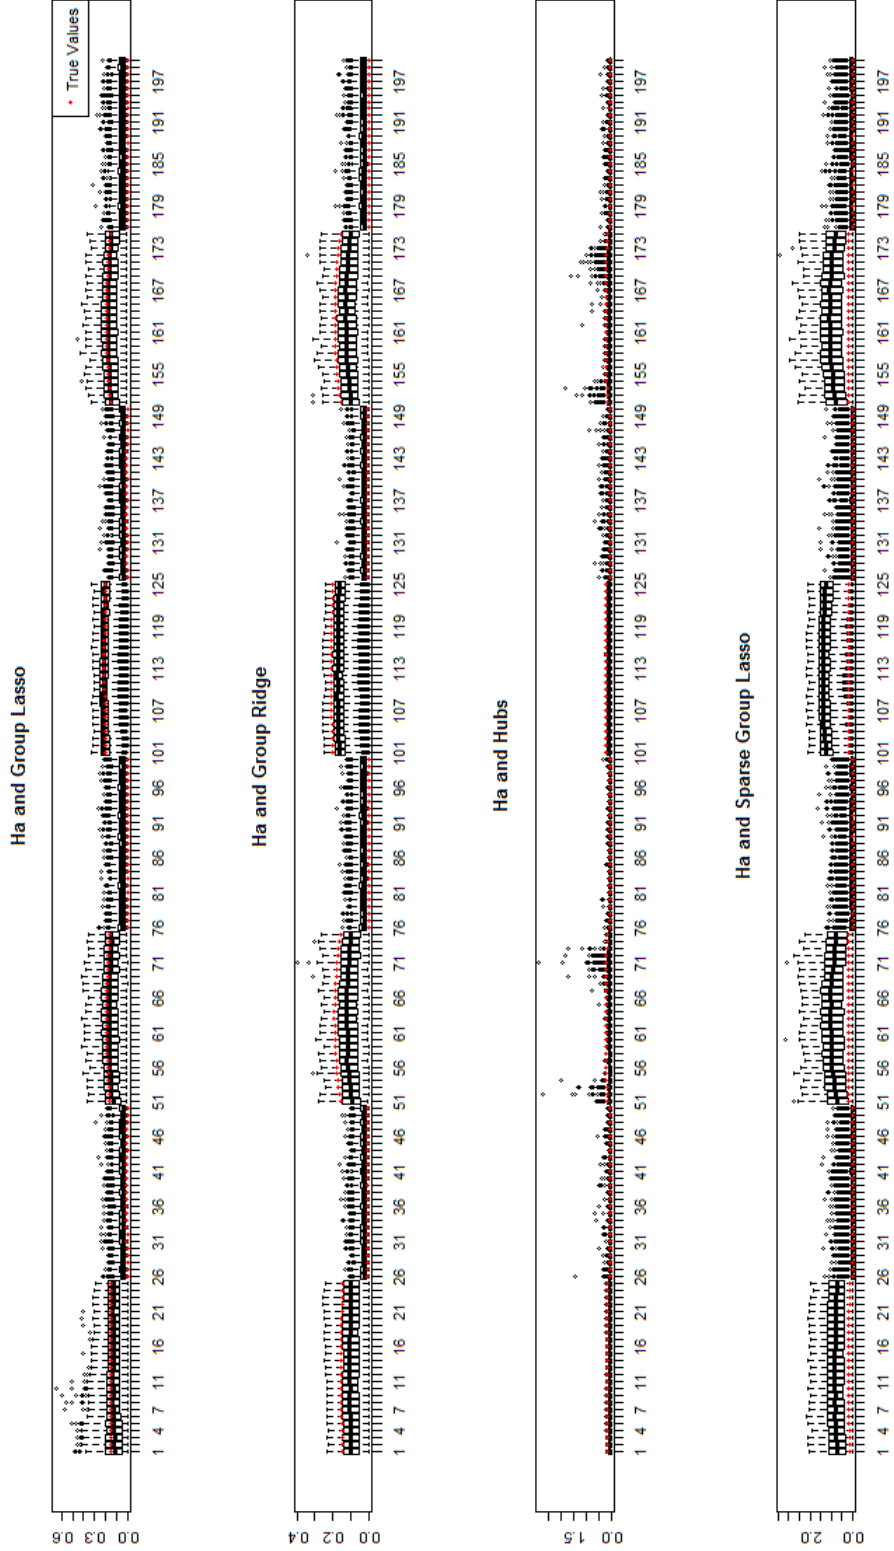 Ha and Group Lasso
True Values
0.6
0.3
0.0
1 4 7 11 16 21 26 31 36 41 46 51 56 61 66 71 76 81 86 91 96 101 107 113 119 125 131 137 143 149 155 161 167 173 179 185 191 197
Ha and Group Ridge
0.4
0.2
0.0
1 4 7 11 16 21 26 31 36 41 46 51 56 61 66 71 76 81 86 91 96 101 107 113 119 125 131 137 143 149 155 161 167 173 179 185 191 197
Ha and Hubs
1.5
0.0
1 4 7 11 16 21 26 31 36 41 46 51 56 61 66 71 76 81 86 91 96 101 107 113 119 125 131 137 143 149 155 161 167 173 179 185 191 197
Ha and Sparse Group Lasso
2.0
0.0
1 4 7 11 16 21 26 31 36 41 46 51 56 61 66 71 76 81 86 91 96 101 107 113 119 125 131 137 143 149 155 161 167 173 179 185 191 197